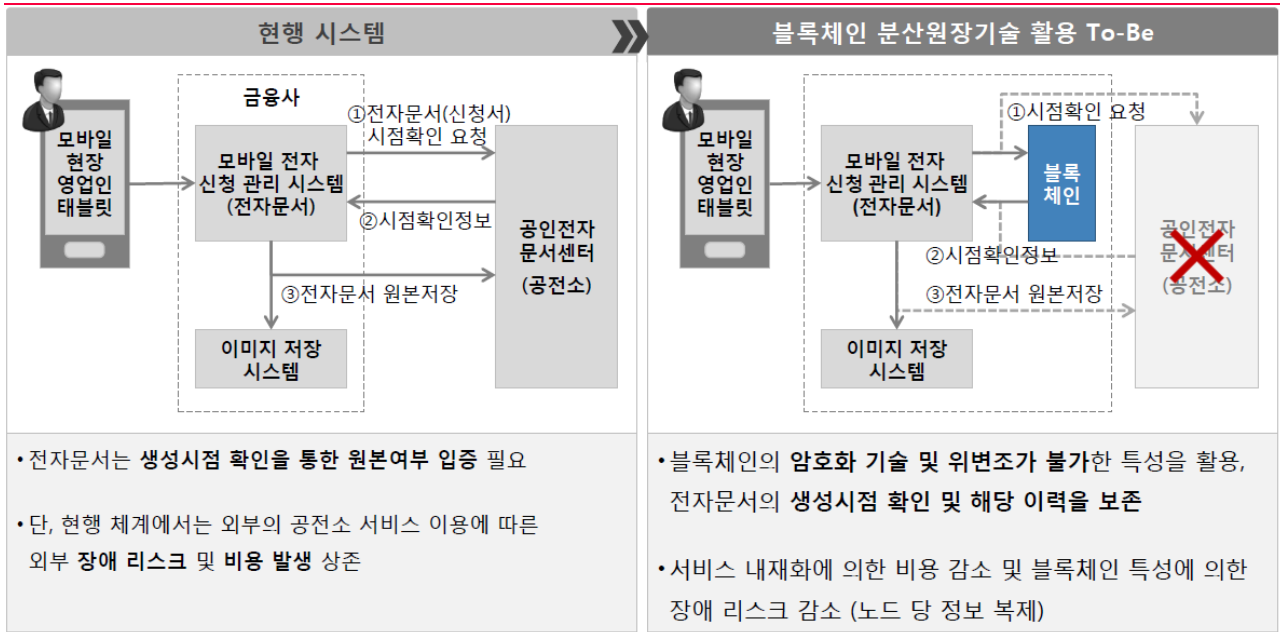 현행 시스템
금융사
모바일
현장
영업인
태블릿
모바일 전자
신청 관리 시스템
(전자문서)
①전자문서(신청서)
시점확인 요청
②시점확인정보
③전자문서 원본저장
공인전자
문서센터
(공전소)
이미지 저장
시스템
• 전자문서는 생성시점 확인을 통한 원본여부 입증 필요
• 단, 현행 체계에서는 외부의 공전소 서비스 이용에 따른
외부 장애 리스크 및 비용 발생 상존
블록체인 분산원장기술 활용 To-Be
모바일
현장
영업인
태블릿
모바일 전자
신청 관리 시스템
(전자문서)
①시점확인 요청
블록
체인
②시점확인정보
③전자문서 원본저장
공인전자
문서센터
(공전소)
이미지 저장
시스템
• 블록체인의 암호화 기술 및 위변조가 불가한 특성을 활용,
전자문서의 생성시점 확인 및 해당 이력을 보존
• 서비스 내재화에 의한 비용 감소 및 블록체인 특성에 의한
장애 리스크 감소 (노드 당 정보 복제)